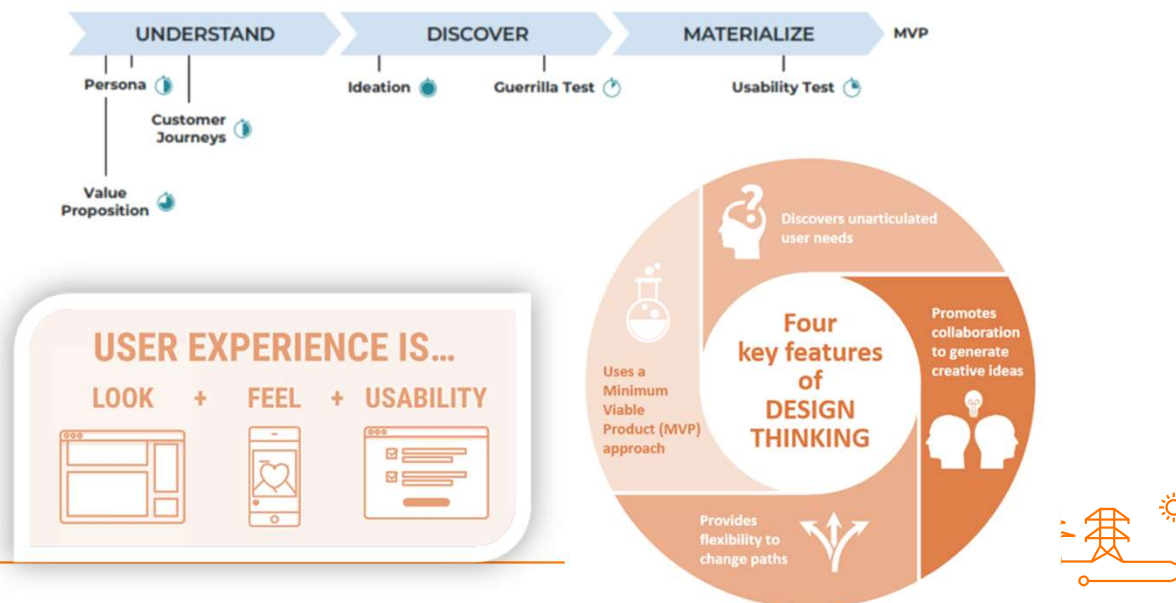 UNDERSTAND
DISCOVER
MATERIALIZE
MVP
Persona
Customer
Journeys
Value
Proposition
Ideation
Guerrilla Test
Usability Test
USER EXPERIENCE IS...
LOOK + FEEL + USABILITY
Four
key features
of
DESIGN
THINKING
Discovers unarticulated
user needs
Promotes
collaboration
to generate
creative ideas
Provides
flexibility to
change paths
Uses a
Minimum
Viable
Product (MVP)
approach